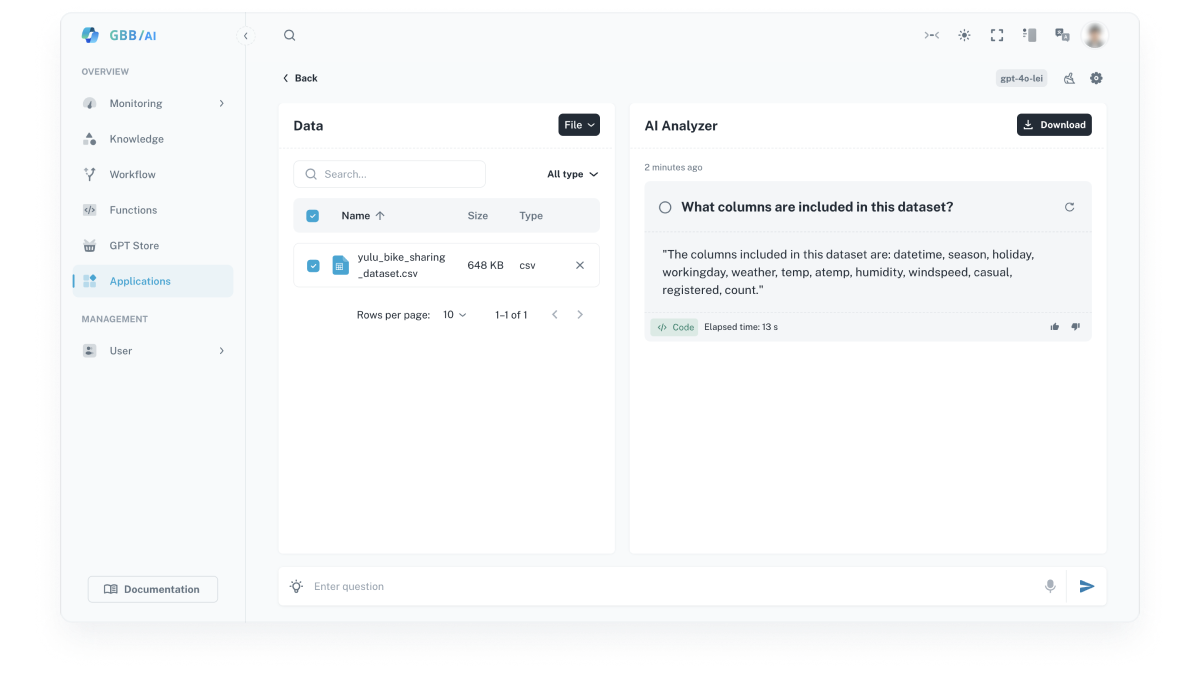 GBB/AI
OVERVIEW
Monitoring
Knowledge
Workflow
Functions
GPT Store
Applications
MANAGEMENT
User
Documentation
Back
gpt-4o-lei
Data
File
Search...
All type
Name Size Type
yulu_bike_sharing
_dataset.csv
648 KB csv
Rows per page: 10 1–1 of 1
AI Analyzer
Download
2 minutes ago
What columns are included in this dataset?
"The columns included in this dataset are: datetime, season, holiday,
workingday, weather, temp, atemp, humidity, windspeed, casual,
registered, count."
Code Elapsed time: 13 s
Enter question